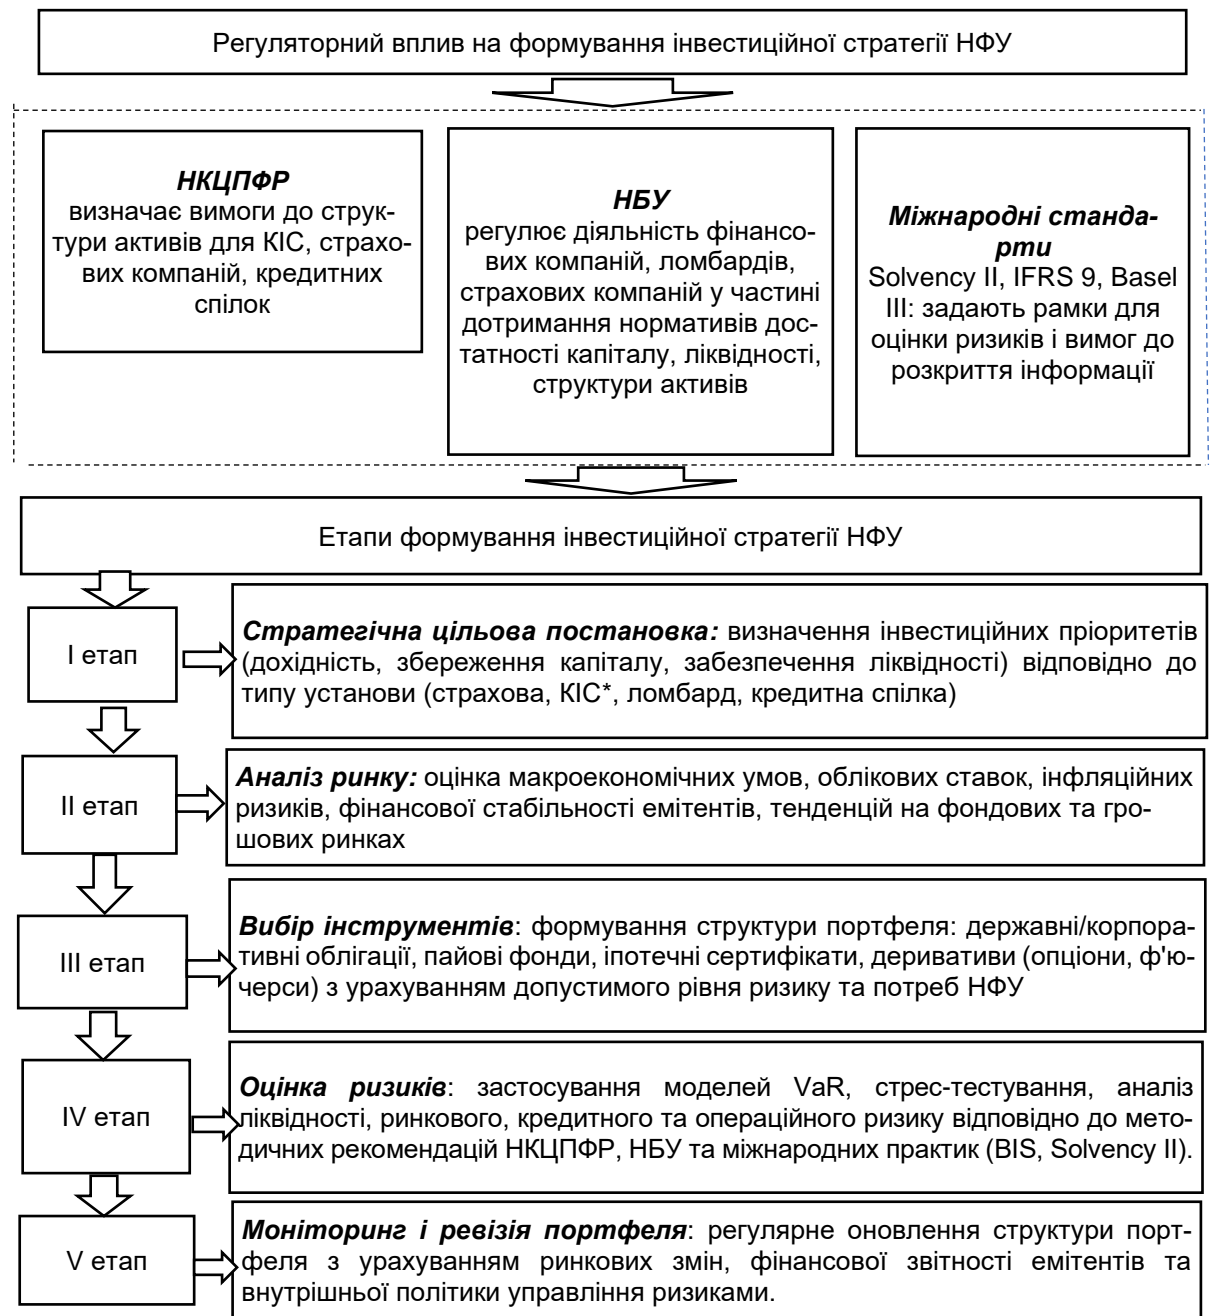 Регуляторний вплив на формування інвестиційної стратегії НФУ
НКЦПФР
визначає вимоги до струк-
тури активів для КІС, страхо-
вих компаній, кредитних
спілок
НБУ
регулює діяльність фінансо-
вих компаній, ломбардів,
страхових компаній у частині
дотримання нормативів дос-
татності капіталу, ліквідності,
структури активів
Міжнародні станда-
рти
Solvency II, IFRS 9, Basel
III: задають рамки для
оцінки ризиків і вимог до
розкриття інформації
Етапи формування інвестиційної стратегії НФУ
І етап
Стратегічна цільова постановка: визначення інвестиційних пріоритетів
(дохідність, збереження капіталу, забезпечення ліквідності) відповідно до
типу установи (страхова, КІС*, ломбард, кредитна спілка)
ІІ етап
Аналіз ринку: оцінка макроекономічних умов, облікових ставок, інфляційних
ризиків, фінансової стабільності емітентів, тенденцій на фондових та гро-
шових ринках
ІІІ етап
Вибір інструментів: формування структури портфеля: державні/корпора-
тивні облігації, пайові фонди, іпотечні сертифікати, деривативи (опціони, ф'ю-
черси) з урахуванням допустимого рівня ризику та потреб НФУ
IV етап
Оцінка ризиків: застосування моделей VaR, стрес-тестування, аналіз
ліквідності, ринкового, кредитного та операційного ризику відповідно до мето-
дичних рекомендацій НКЦПФР, НБУ та міжнародних практик (BIS, Solvency II).
V етап
Моніторинг і ревізія портфеля: регулярне оновлення структури порт-
феля з урахуванням ринкових змін, фінансової звітності емітентів та
внутрішньої політики управління ризиками.